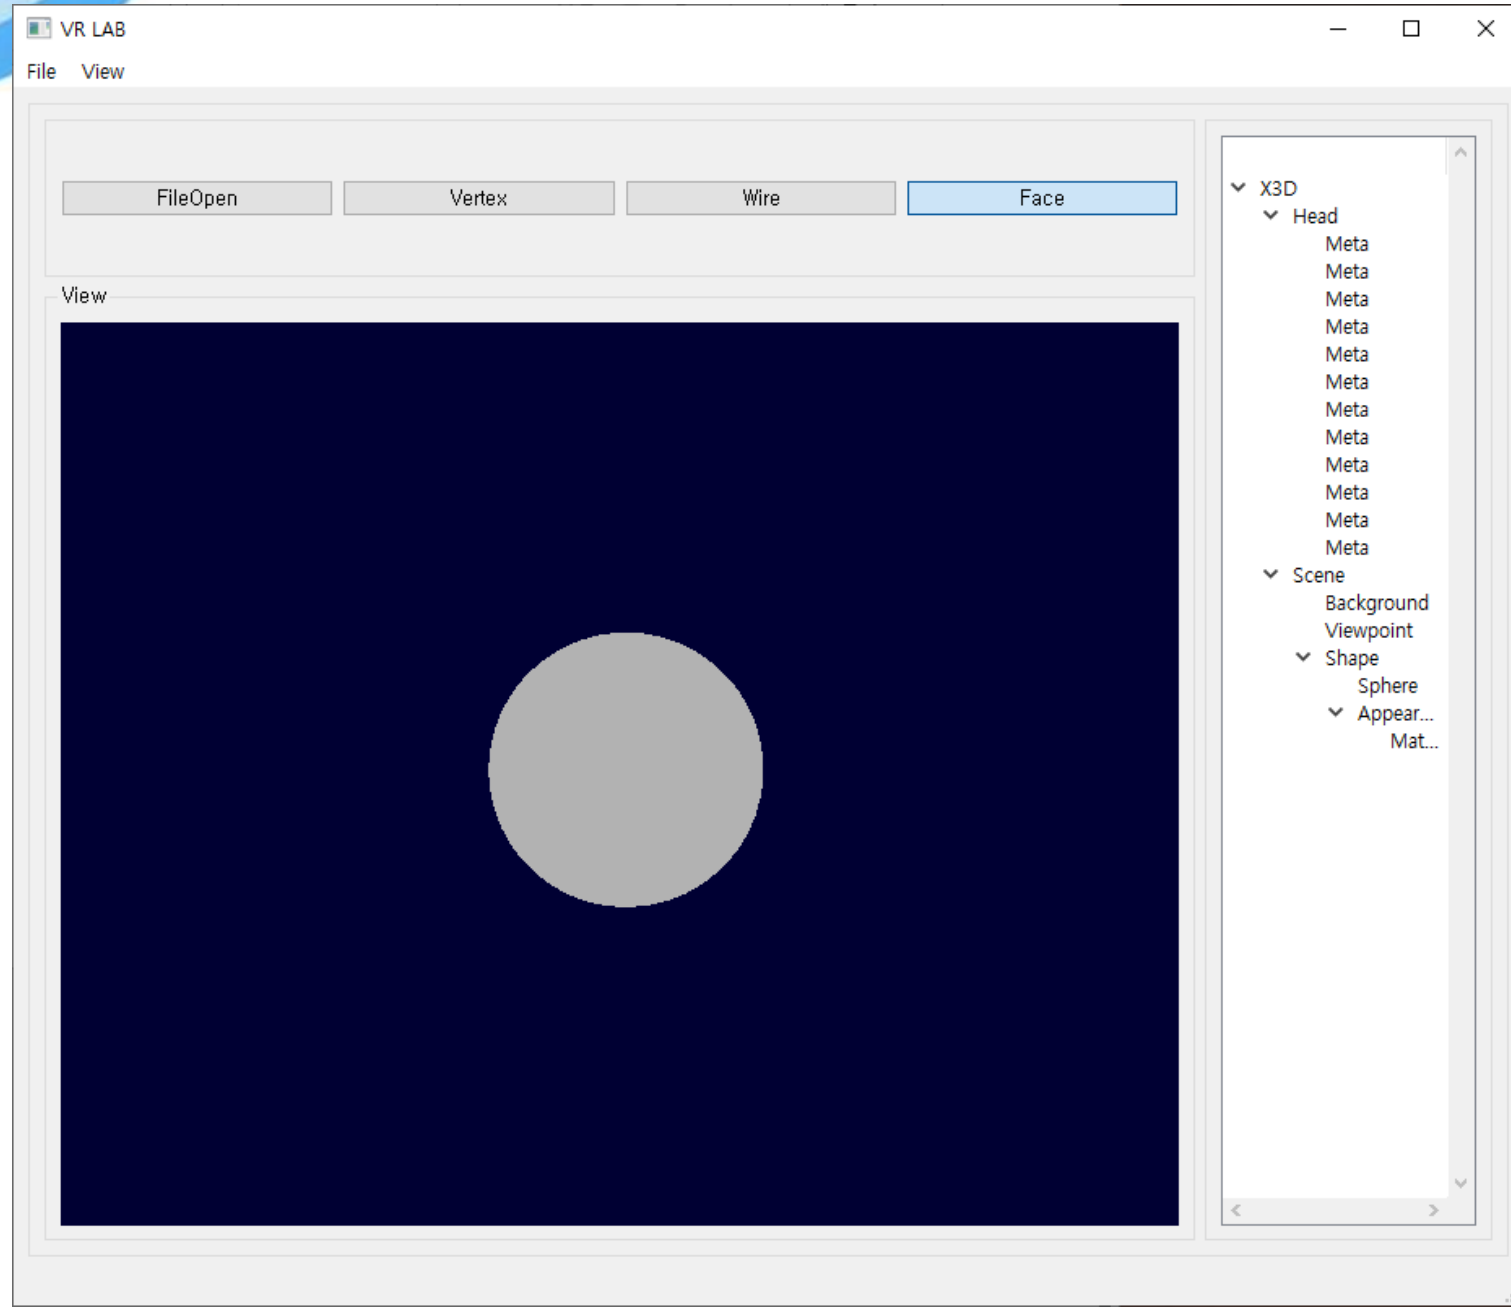 VR LAB
File View
FileOpen Vertex Wire Face
View
X3D
Head
Meta
Meta
Meta
Meta
Meta
Meta
Meta
Meta
Meta
Meta
Meta
Meta
Scene
Background
Viewpoint
Shape
Sphere
Appear...
Mat...